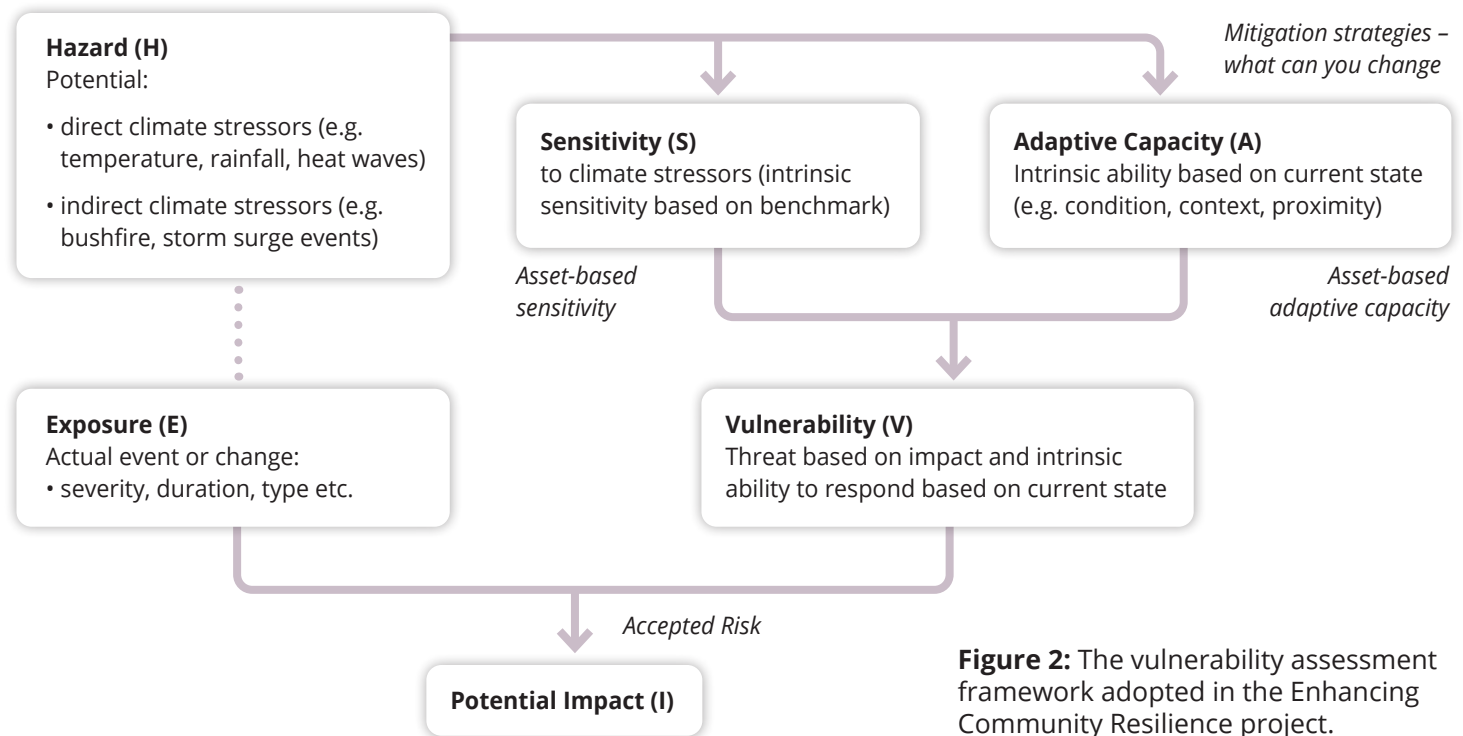 Hazard (H)
Potential:
• direct climate stressors (e.g.
temperature, rainfall, heat waves)
• indirect climate stressors (e.g.
bushfire, storm surge events)
Mitigation strategies –
what can you change
Sensitivity (S)
to climate stressors (intrinsic
sensitivity based on benchmark)
Adaptive Capacity (A)
Intrinsic ability based on current state
(e.g. condition, context, proximity)
Asset-based
sensitivity
Asset-based
adaptive capacity
Exposure (E)
Actual event or change:
• severity, duration, type etc.
Vulnerability (V)
Threat based on impact and intrinsic
ability to respond based on current state
Accepted Risk
Potential Impact (I)
Figure 2: The vulnerability assessment
framework adopted in the Enhancing
Community Resilience project.